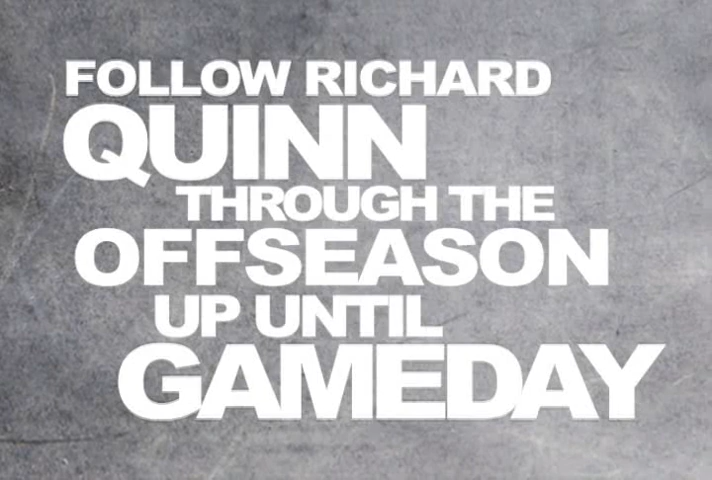 FOLLOW RICHARD
QUINN
THROUGH THE
OFFSEASON
UP UNTIL
GAMEDAY